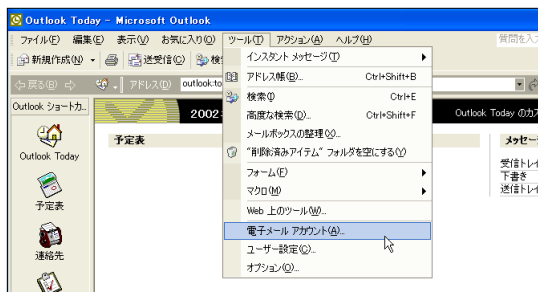 Outlook Today - Microsoft Outlook
ファイル(F) 編集(E) 表示(V) お気に入り(O) ツール(T) アクション(A) ヘルプ(H) 質問を入
新規作成(N) 送受信(C) 検
戻る(B) アドレス(D) outlook:to
Outlook ショートカ..
2002 Outlook Today のカス
予定表 メッセー
Outlook Today
受信トレイ
下書き
送信トレイ
予定表
連絡先
インスタント メッセージ(T)
アドレス帳(B)... Ctrl+Shift+B
検索(I) Ctrl+E
高度な検索(D)... Ctrl+Shift+F
メールボックスの整理(X)...
"削除済みアイテム" フォルダを空にする(Y)
フォーム(F)
マクロ(M)
Web 上のツール(W)...
電子メール アカウント(A)...
ユーザー設定(C)...
オプション(O)...